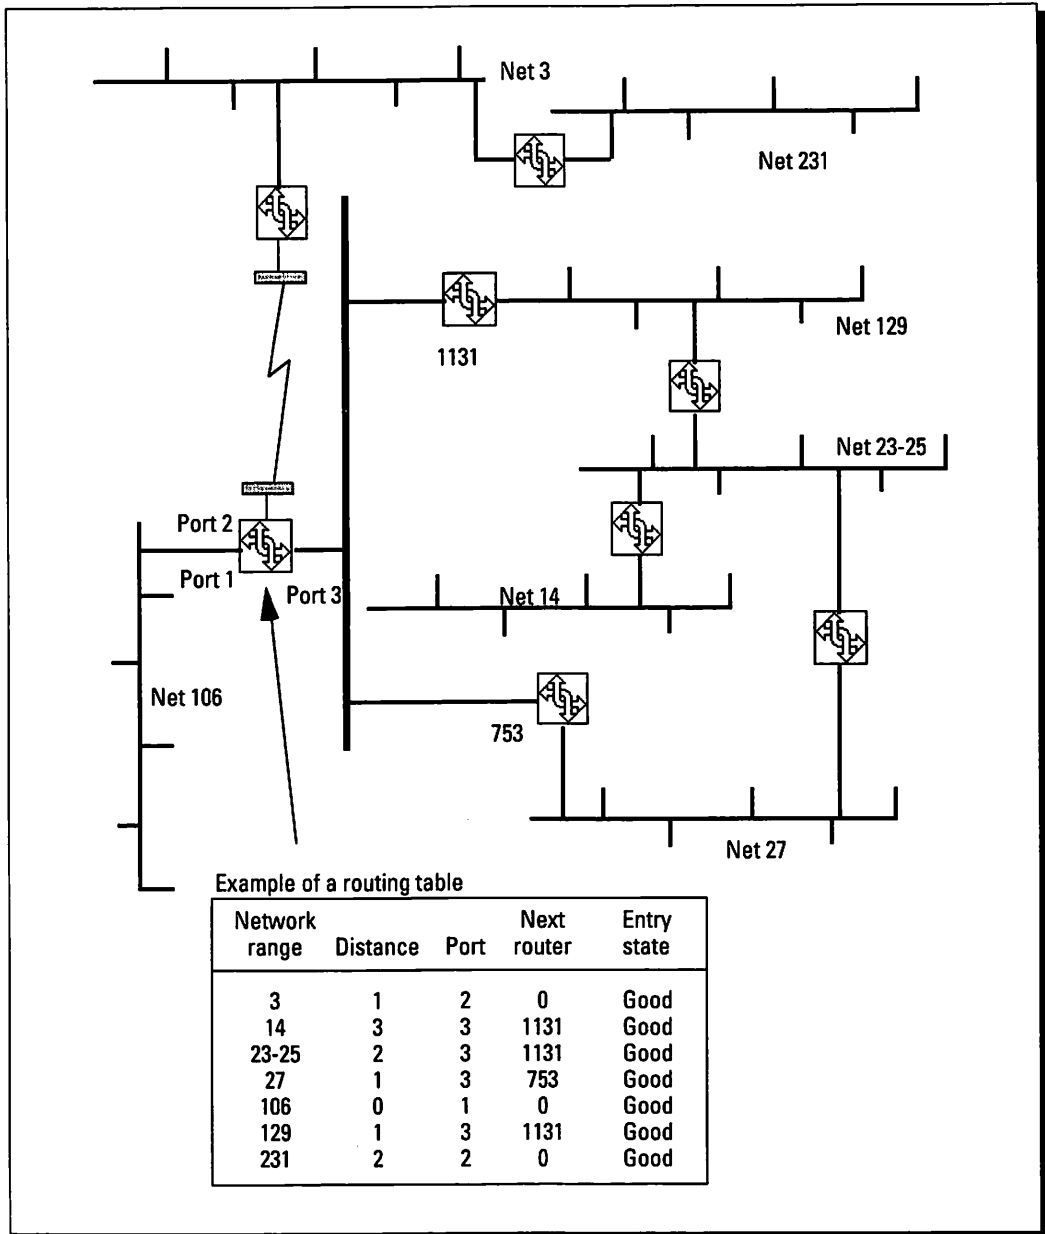 Net 3
Net 231
1131
Net 129
Net 23-25
Port 2
Port 1
Port 3
Net 14
Net 106
753
Net 27
Example of a routing table
Network range Distance Port Next router Entry state
3 1 2 0 Good
14 3 3 1131 Good
23-25 2 3 1131 Good
27 1 3 753 Good
106 0 1 0 Good
129 1 3 1131 Good
231 2 2 0 Good